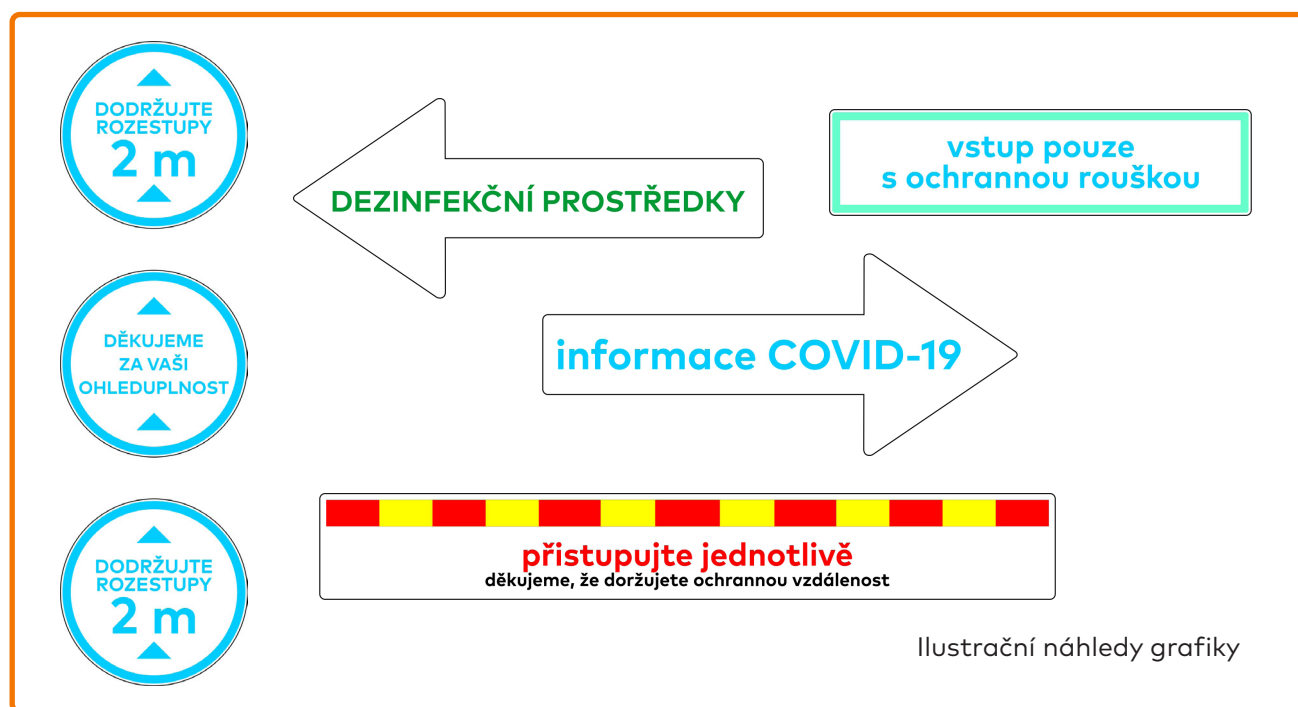 DODRŽUJTE
ROZESTUPY
2 m
DEZINFEKČNÍ PROSTŘEDKY
vstup pouze
s ochrannou rouškou
DĚKUJEME
ZA VAŠI
OHLEDUPLNOST
informace COVID-19
DODRŽUJTE
ROZESTUPY
2 m
přistupujte jednotlivě
děkujeme, že doržujete ochrannou vzdálenost
Ilustrační náhledy grafiky